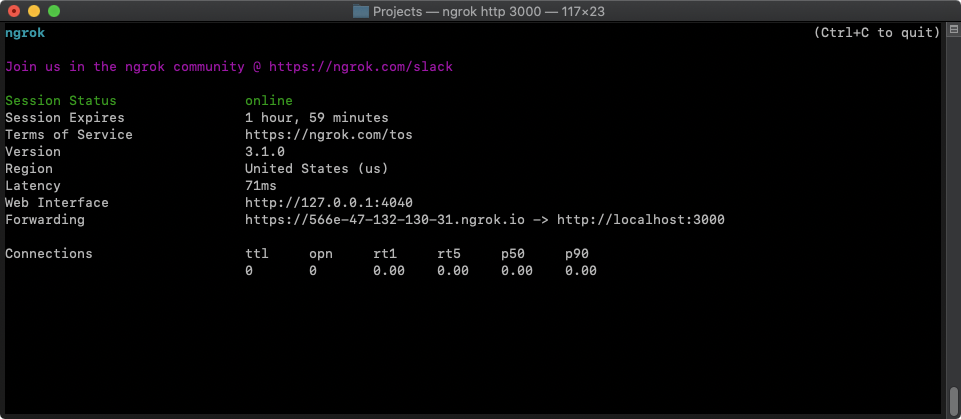 Projects — ngrok http 3000 — 117×23
ngrok (Ctrl+C to quit)
Join us in the ngrok community @ https://ngrok.com/slack
Session Status online
Session Expires 1 hour, 59 minutes
Terms of Service https://ngrok.com/tos
Version 3.1.0
Region United States (us)
Latency 71ms
Web Interface http://127.0.0.1:4040
Forwarding https://566e-47-132-130-31.ngrok.io -> http://localhost:3000
Connections ttl opn rt1 rt5 p50 p90
0 0 0.00 0.00 0.00 0.00